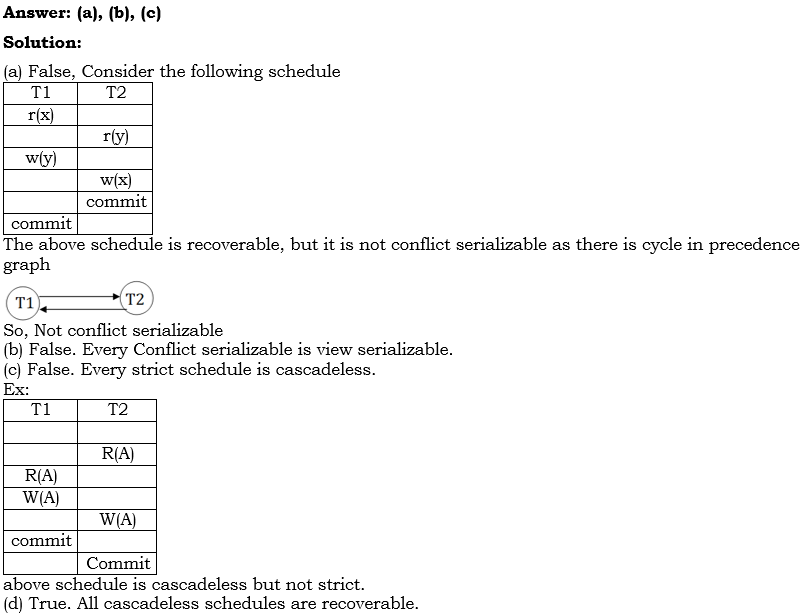 Answer: (a), (b), (c)
Solution:
(a) False, Consider the following schedule
T1 T2
r(x)
r(y)
w(y)
w(x)
commit
commit
The above schedule is recoverable, but it is not conflict serializable as there is cycle in precedence
graph
T1 T2
So, Not conflict serializable
(b) False. Every Conflict serializable is view serializable.
(c) False. Every strict schedule is cascadeless.
Ex:
T1 T2
R(A)
R(A)
W(A)
W(A)
commit
Commit
above schedule is cascadeless but not strict.
(d) True. All cascadeless schedules are recoverable.